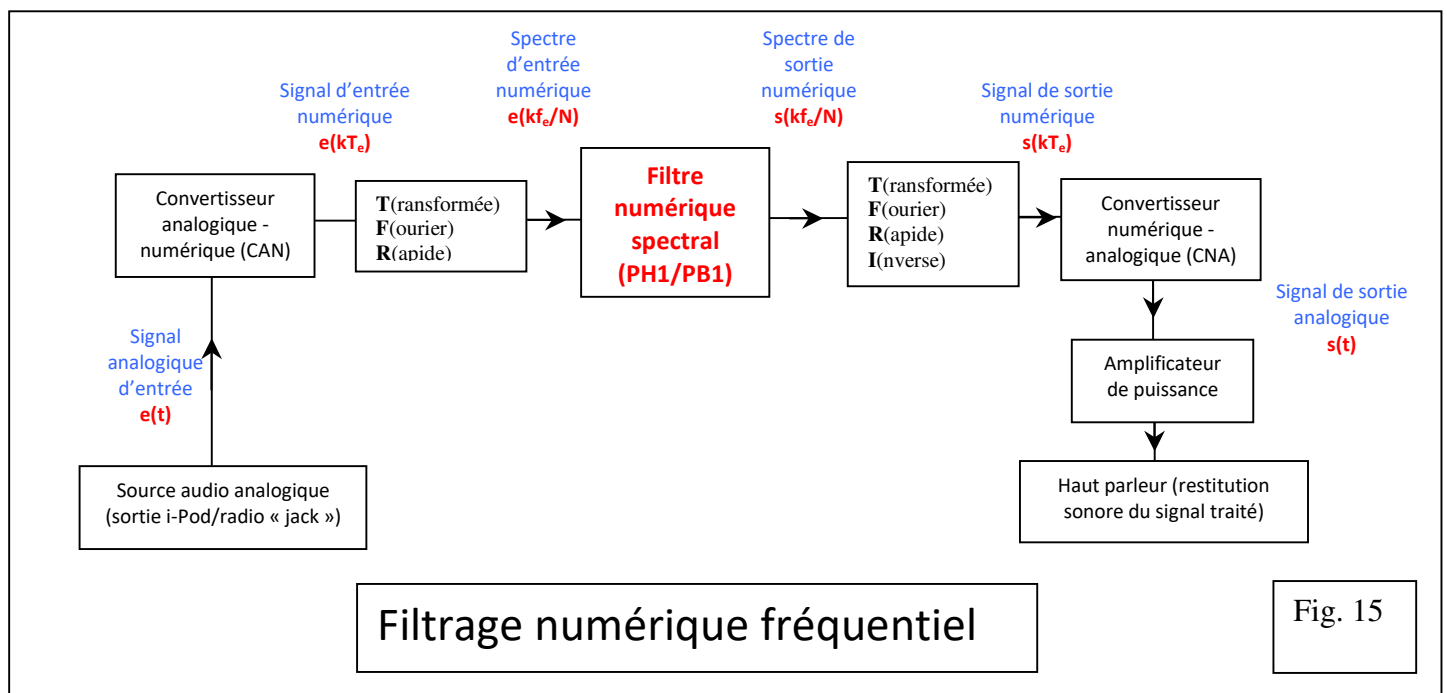 Spectre
d'entrée
numérique
e(kfe/N)
Spectre de
sortie
numérique
s(kfe/N)
Signal d'entrée
numérique
e(kTe)
Signal de sortie
numérique
s(kTe)
Convertisseur
analogique -
numérique (CAN)
T(ransformée)
F(ourier)
R(apide)
Filtre
numérique
spectral
(PH1/PB1)
T(ransformée)
F(ourier)
R(apide)
I(nverse)
Convertisseur
numérique -
analogique (CNA)
Signal
analogique
d'entrée
e(t)
Signal de sortie
analogique
s(t)
Amplificateur
de puissance
Source audio analogique
(sortie i-Pod/radio « jack »)
Haut parleur (restitution
sonore du signal traité)
Filtrage numérique fréquentiel
Fig. 15